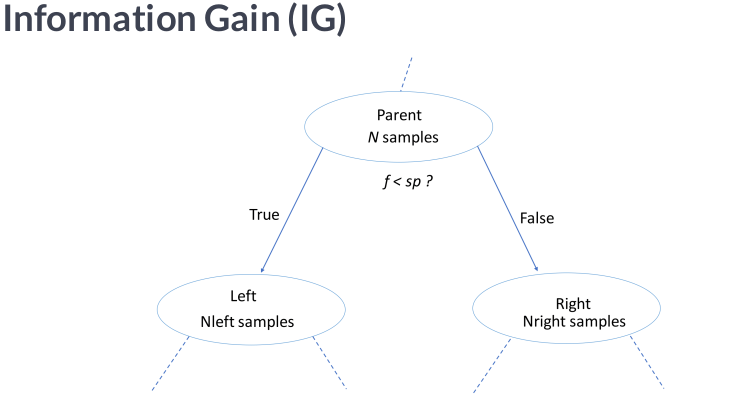 Information Gain (IG)
Parent
N samples
f < sp ?
True
False
Left
Nleft samples
Right
Nright samples